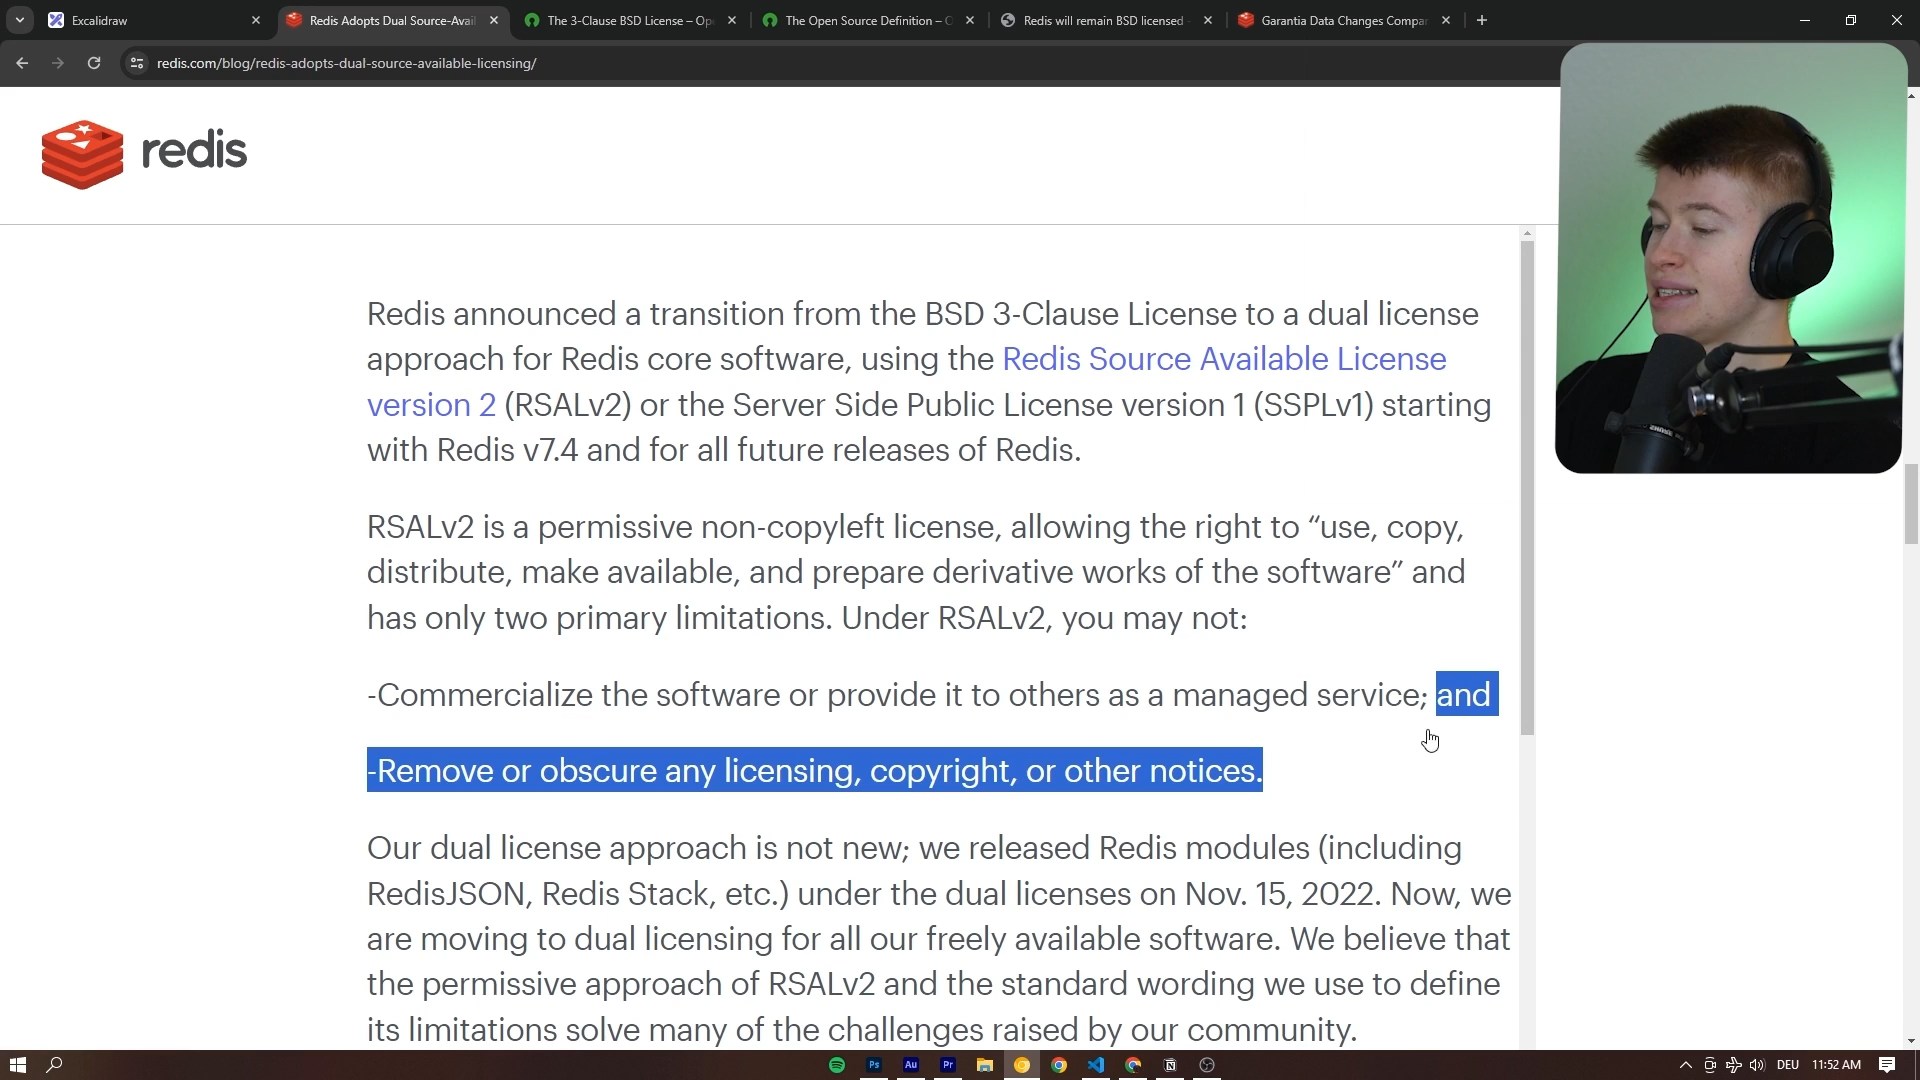 Excalidraw
Redis Adopts Dual Source-Avai
The 3-Clause BSD License – Op
The Open Source Definition – O
Redis will remain BSD licensed
Garantia Data Changes Compa
redis.com/blog/redis-adopts-dual-source-available-licensing/
redis
Redis announced a transition from the BSD 3-Clause License to a dual license
approach for Redis core software, using the Redis Source Available License
version 2 (RSALv2) or the Server Side Public License version 1 (SSPLv1) starting
with Redis v7.4 and for all future releases of Redis.
RSALv2 is a permissive non-copyleft license, allowing the right to “use, copy,
distribute, make available, and prepare derivative works of the software” and
has only two primary limitations. Under RSALv2, you may not:
-Commercialize the software or provide it to others as a managed service; and
-Remove or obscure any licensing, copyright, or other notices.
Our dual license approach is not new; we released Redis modules (including
RedisJSON, Redis Stack, etc.) under the dual licenses on Nov. 15, 2022. Now, we
are moving to dual licensing for all our freely available software. We believe that
the permissive approach of RSALv2 and the standard wording we use to define
its limitations solve many of the challenges raised by our community.
Ps
Au
Pr
DEU
11:52 AM